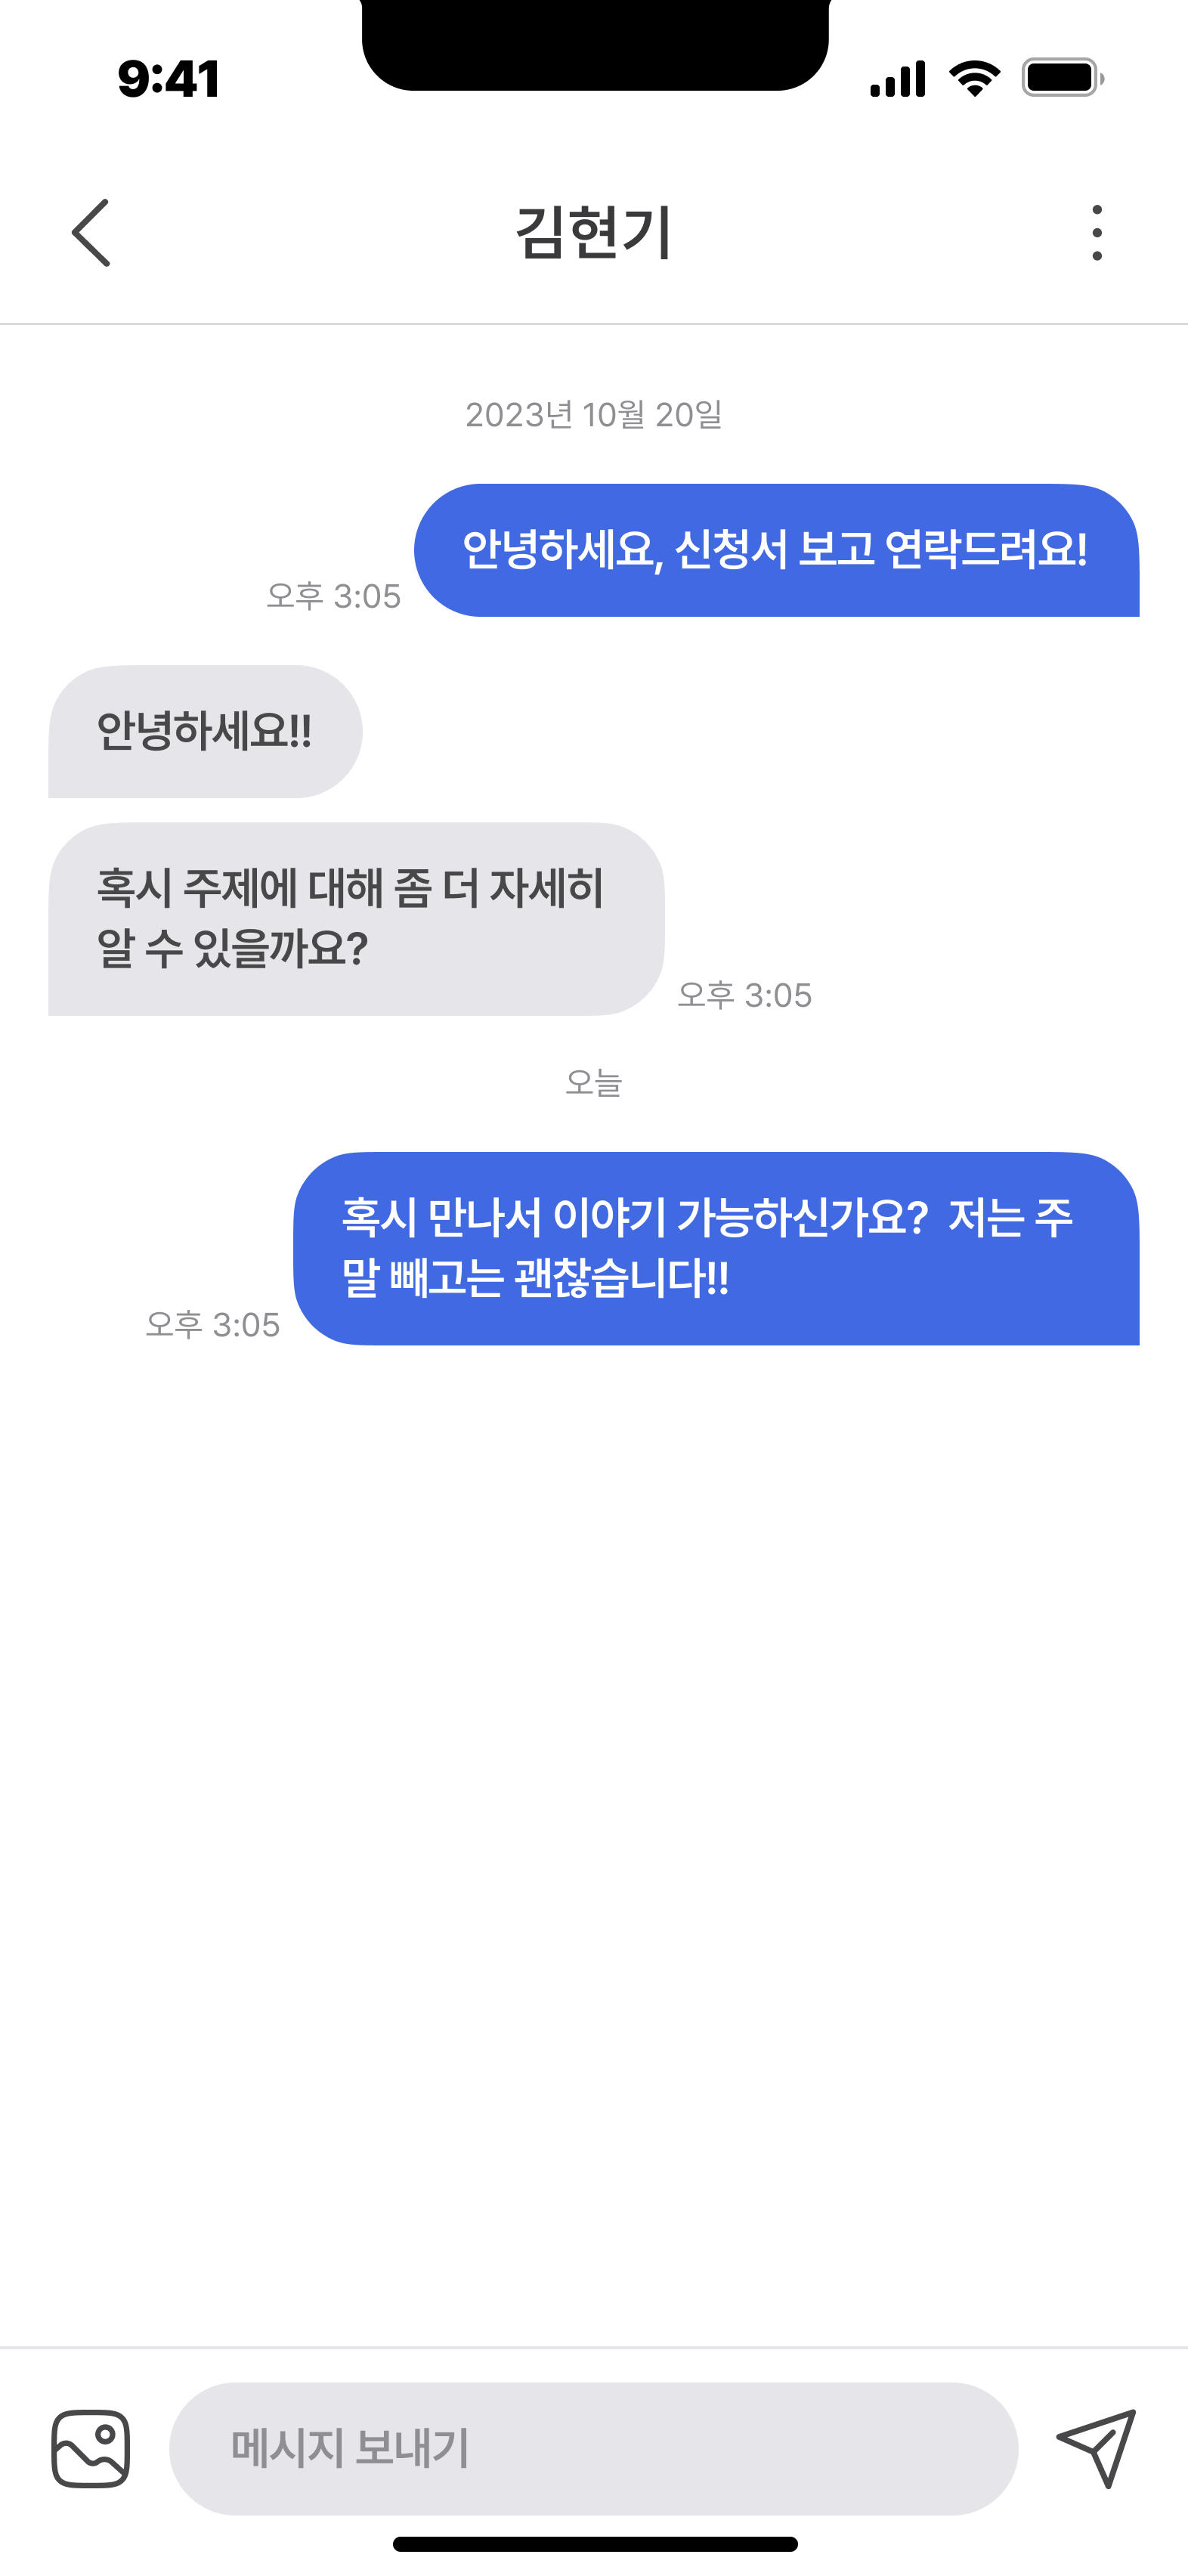 9:41
김현기
2023년 10월 20일
안녕하세요, 신청서 보고 연락드려요!
오후 3:05
안녕하세요!!
혹시 주제에 대해 좀 더 자세히
알 수 있을까요?
오후 3:05
오늘
혹시 만나서 이야기 가능하신가요?  저는 주
말 빼고는 괜찮습니다!!
오후 3:05
메시지 보내기